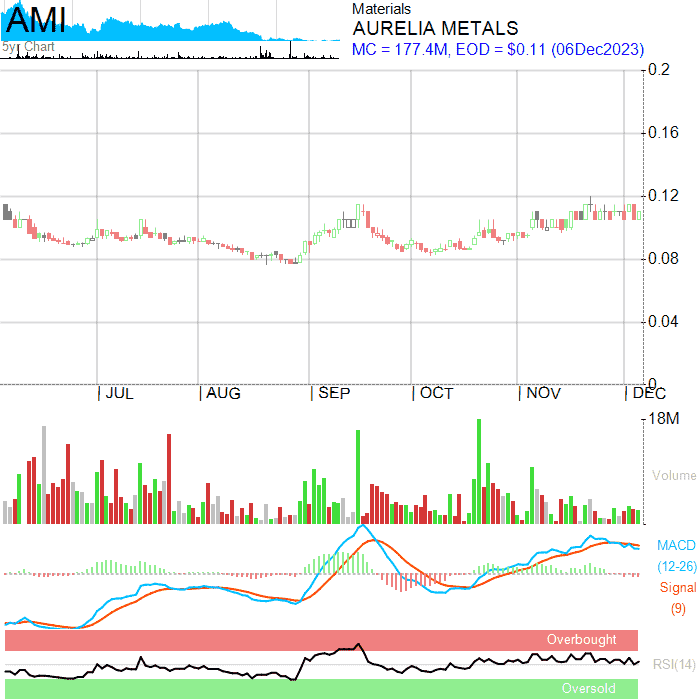 AMI
5yr Chart
Materials
AURELIA METALS
MC = 177.4M, EOD = $0.11 (06Dec2023)
0.2
0.16
0.12
0.08
0.04
0
JUL AUG SEP OCT NOV DEC
18M
Volume
MACD
(12-26)
Signal
(9)
Overbought
RSI(14)
Oversold